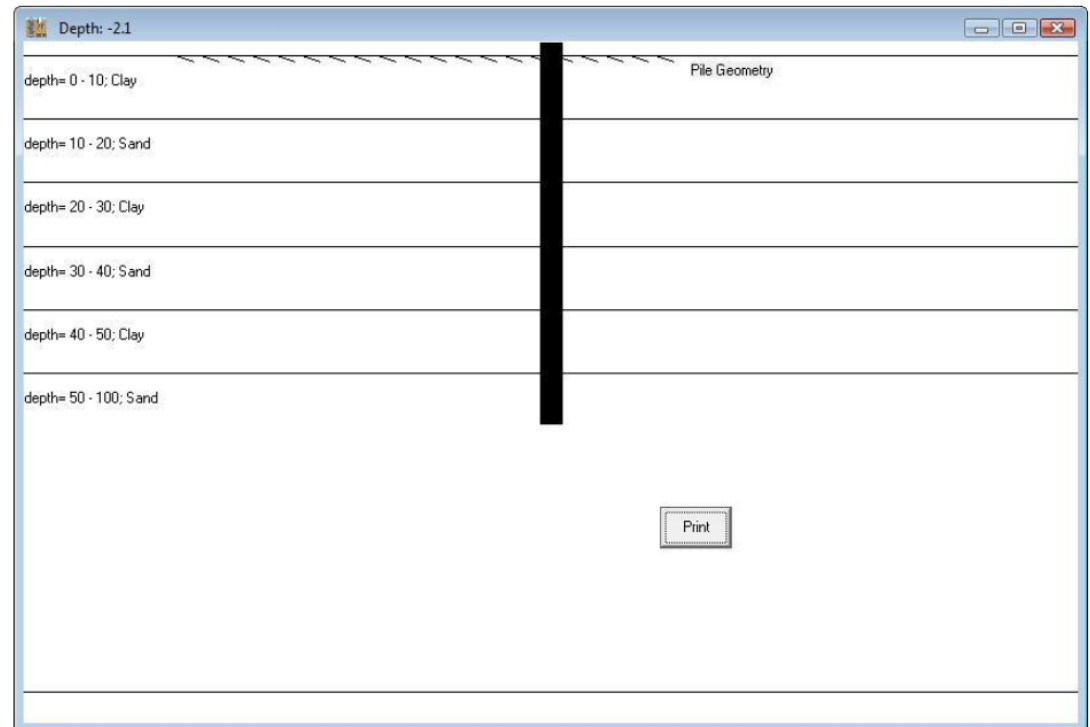 Depth: -2.1
Pile Geometry
depth= 0 - 10; Clay
depth= 10 - 20; Sand
depth= 20 - 30; Clay
depth= 30 - 40; Sand
depth= 40 - 50; Clay
depth= 50 - 100; Sand
Print